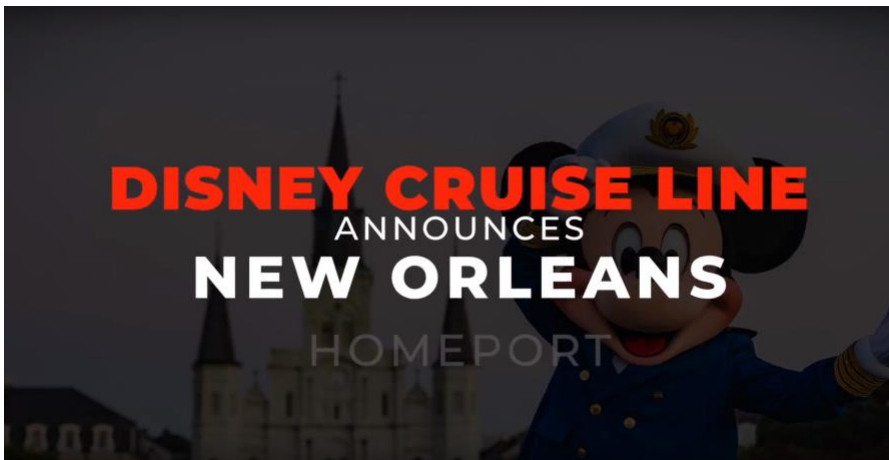 DISNEY CRUISE LINE
ANNOUNCES
NEW ORLEANS
HOMEPORT